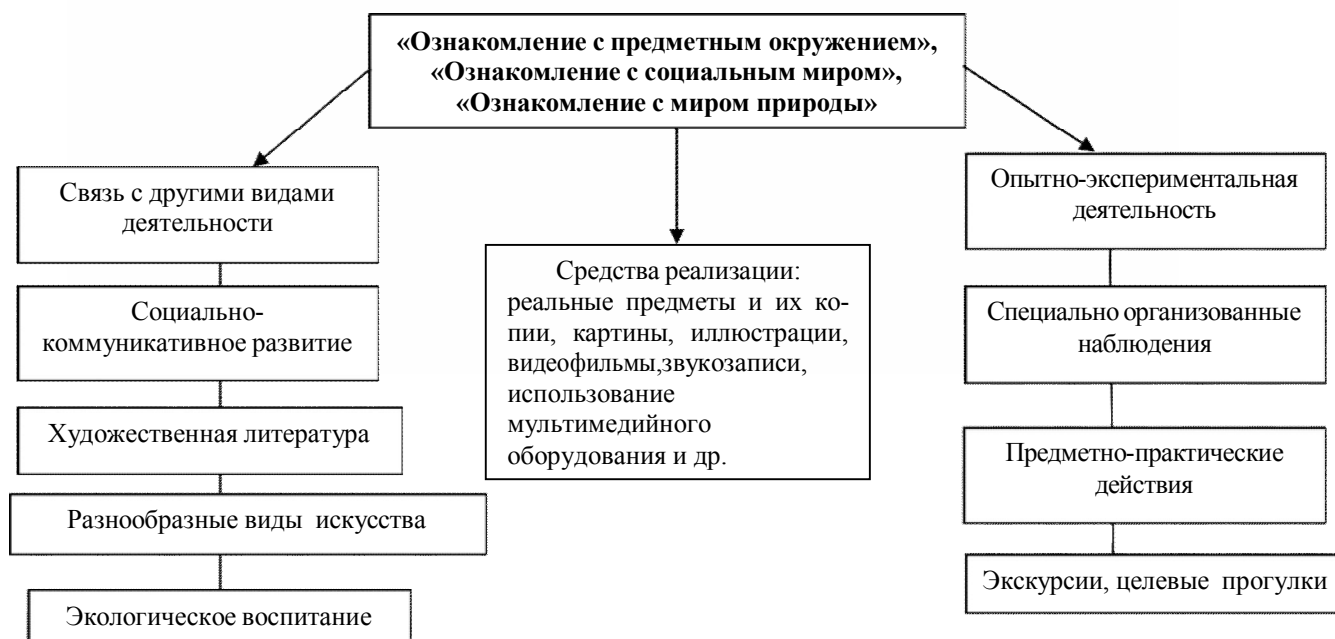 «Ознакомление с предметным окружением»,
«Ознакомление с социальным миром»,
«Ознакомление с миром природы»
Связь с другими видами
деятельности
Социально-
коммуникативное развитие
Художественная литература
Разнообразные виды искусства
Экологическое воспитание
Средства реализации:
реальные предметы и их ко-
пии, картины, иллюстрации,
видеофильмы,звукозаписи,
использование
мультимедийного
оборудования и др.
Опытно-экспериментальная
деятельность
Специально организованные
наблюдения
Предметно-практические
действия
Экскурсии, целевые прогулки